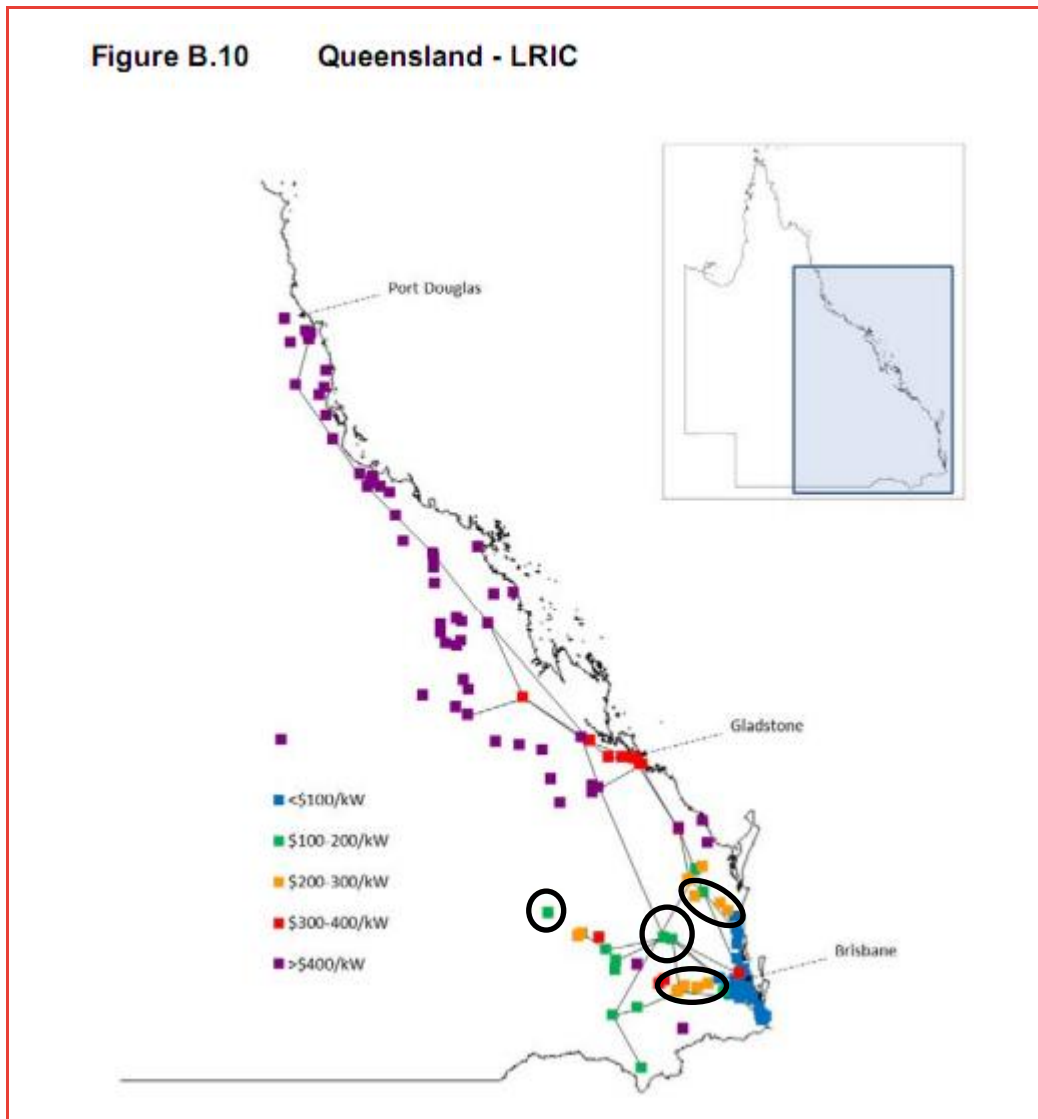 Figure B.10 Queensland - LRIC
Port Douglas
Gladstone
<$100/kW
$100-200/kW
$200-300/kW
$300-400/kW
>$400/kW
Brisbane